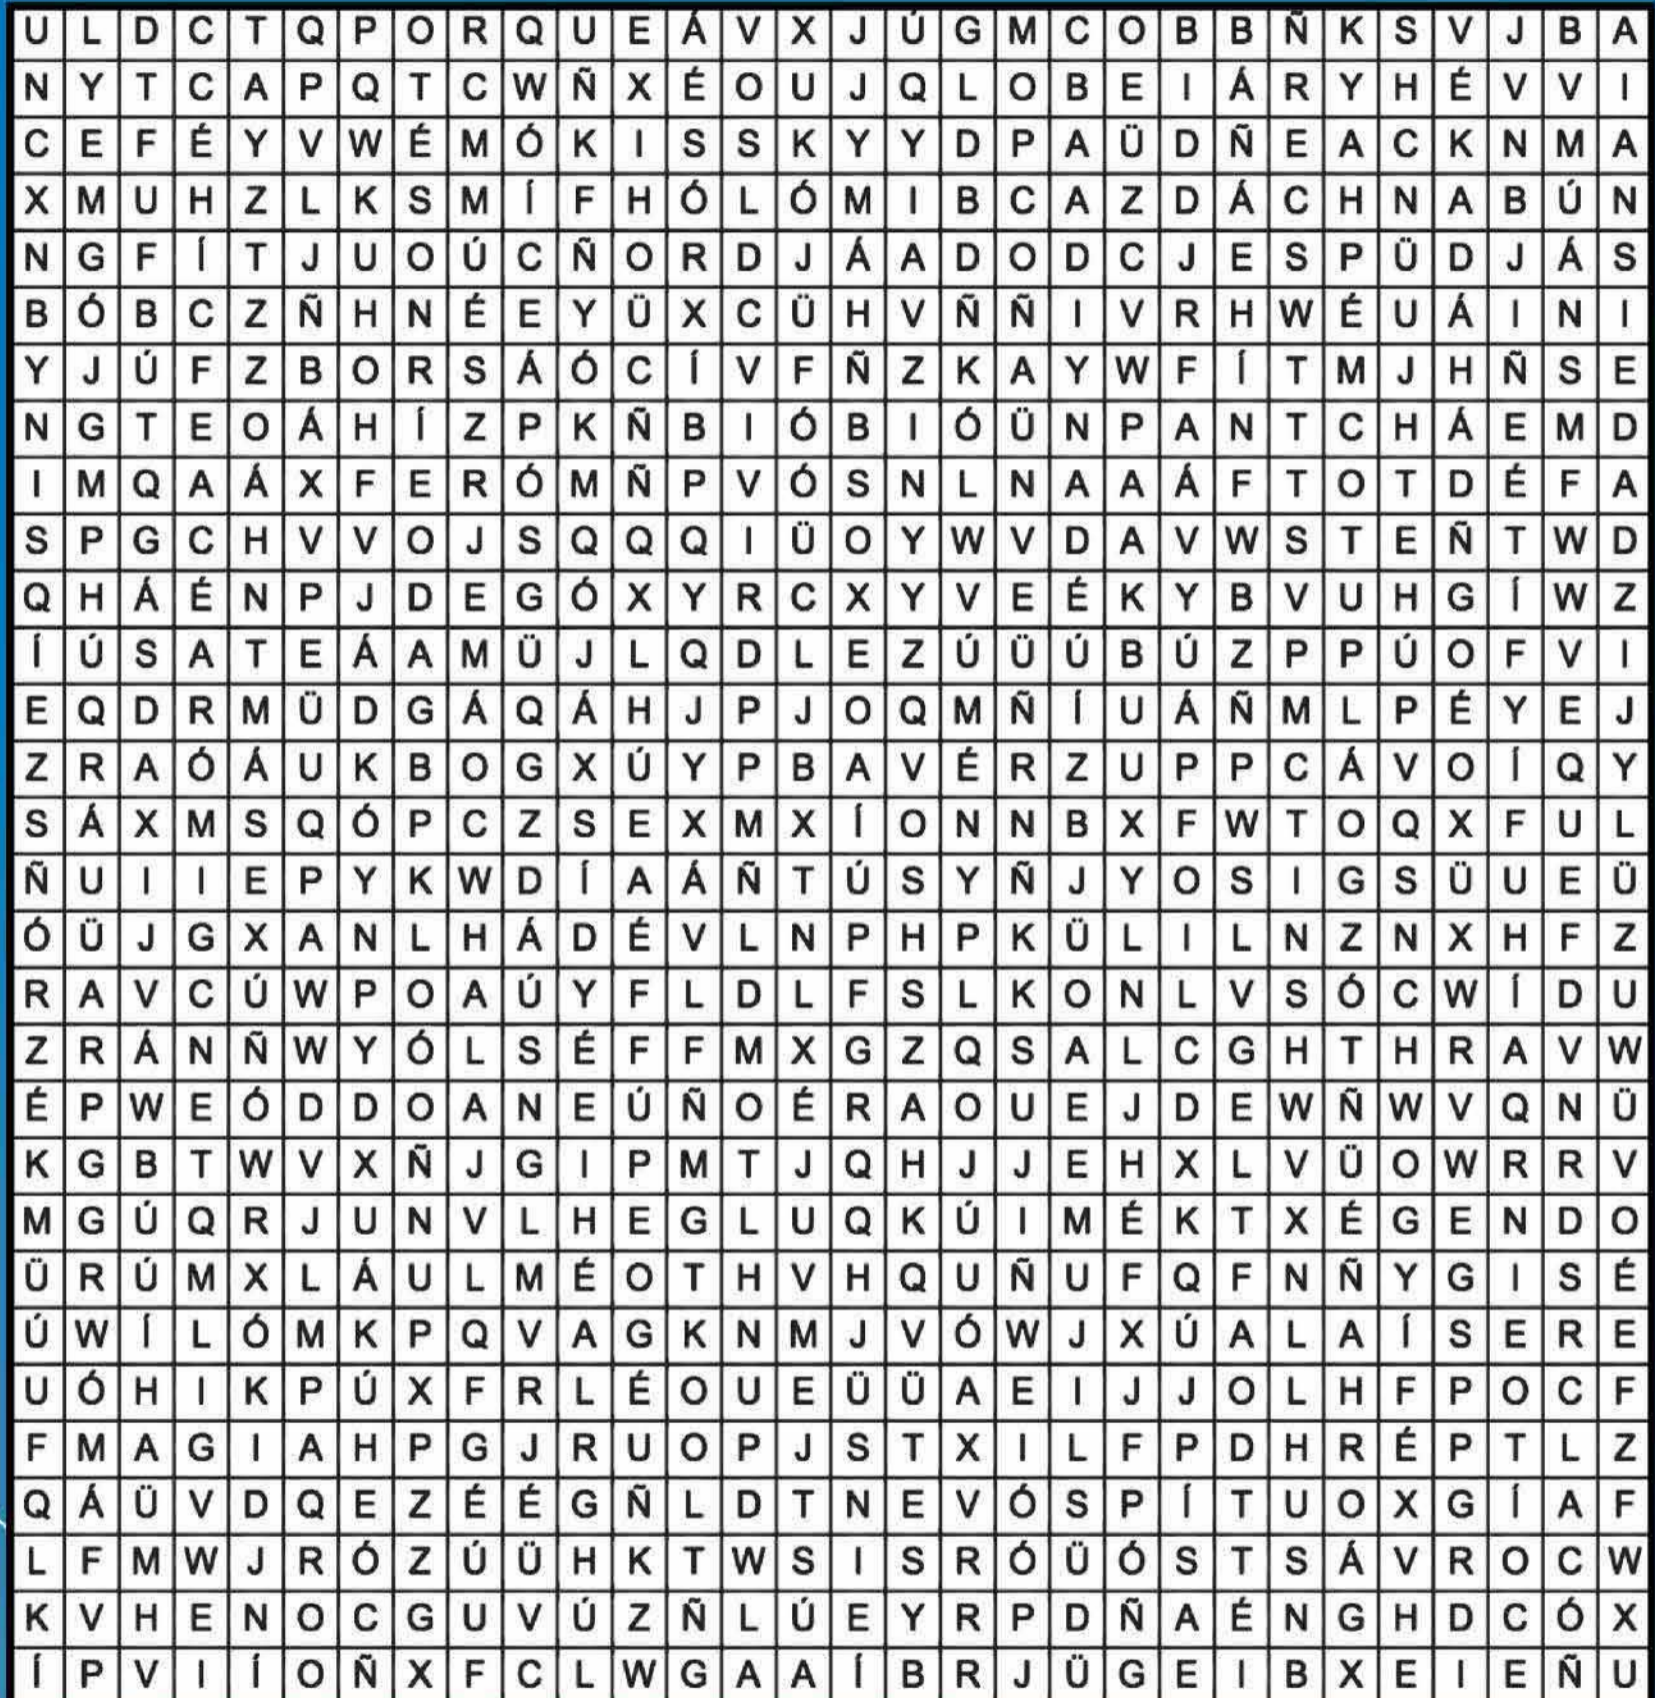 U L D C T Q P O R Q U E Á V X J Ú G M C O B B Ñ K S V J B A
N Y T C A P Q T C W Ñ X É O U J Q L O B E I Á R Y H É V V I
C E F É Y V W É M Ó K I S S K Y Y D P A Ü D Ñ E A C K N M A
X M U H Z L K S M Í F H Ó L Ó M I B C A Z D Á C H N A B Ú N
N G F Í T J U O Ú C Ñ O R D J Á A D O D C J E S P Ü D J Á S
B Ó B C Z Ñ H N É E Y Ü X C Ü H V Ñ Ñ I V R H W É U Á I N I
Y J Ú F Z B O R S Á Ó C Í V F Ñ Z K A Y W F Í T M J H Ñ S E
N G T E O Á H Í Z P K Ñ B I Ó B I Ó Ü N P A N T C H Á E M D
I M Q A Á X F E R Ó M Ñ P V Ó S N L N A A Á F T O T D É F A
S P G C H V V O J S Q Q Q I Ü O Y W V D A V W S T E Ñ T W D
Q H Á É N P J D E G Ó X Y R C X Y V E É K Y B V U H G Í W Z
Í Ú S A T E Á A M Ü J L Q D L E Z Ú Ü Ú B Ú Z P P Ú O F V I
E Q D R M Ü D G Á Q Á H J P J O Q M Ñ Í U Á Ñ M L P É Y E J
Z R A Ó Á U K B O G X Ú Y P B A V É R Z U P P C Á V O Í Q Y
S Á X M S Q Ó P C Z S E X M X Í O N N B X F W T O Q X F U L
Ñ U I I E P Y K W D Í A Á Ñ T Ú S Y Ñ J Y O S I G S Ü U E Ü
Ó Ü J G X A N L H Á D É V L N P H P K Ü L I L N Z N X H F Z
R A V C Ú W P O A Ú Y F L D L F S L K O N L V S Ó C W Í D U
Z R Á N Ñ W Y Ó L S É F F M X G Z Q S A L C G H T H R A V W
É P W E Ó D D O A N E Ú Ñ O É R A O U E J D E W Ñ W V Q N Ü
K G B T W V X Ñ J G I P M T J Q H J J E H X L V Ü O W R R V
M G Ú Q R J U N V L H E G L U Q K Ú I M É K T X É G E N D O
Ü R Ú M X L Á U L M É O T H V H Q U Ñ U F Q F N Ñ Y G I S É
Ú W Í L Ó M K P Q V A G K N M J V Ó W J X Ú A L A Í S E R E
U Ó H I K P Ú X F R L É O U E Ü Ü A E I J J O L H F P O C F
F M A G I A H P G J R U O P J S T X I L F P D H R É P T L Z
Q Á Ü V D Q E Z É É G Ñ L D T N E V Ó S P Í T U O X G Í A F
L F M W J R Ó Z Ú Ü H K T W S I S R Ó Ü Ó S T S Á V R O C W
K V H E N O C G U V Ú Z Ñ L Ú E Y R P D Ñ A É N G H D C Ó X
Í P V I Í O Ñ X F C L W G A A Í B R J Ü G E I B X E I E Ñ U